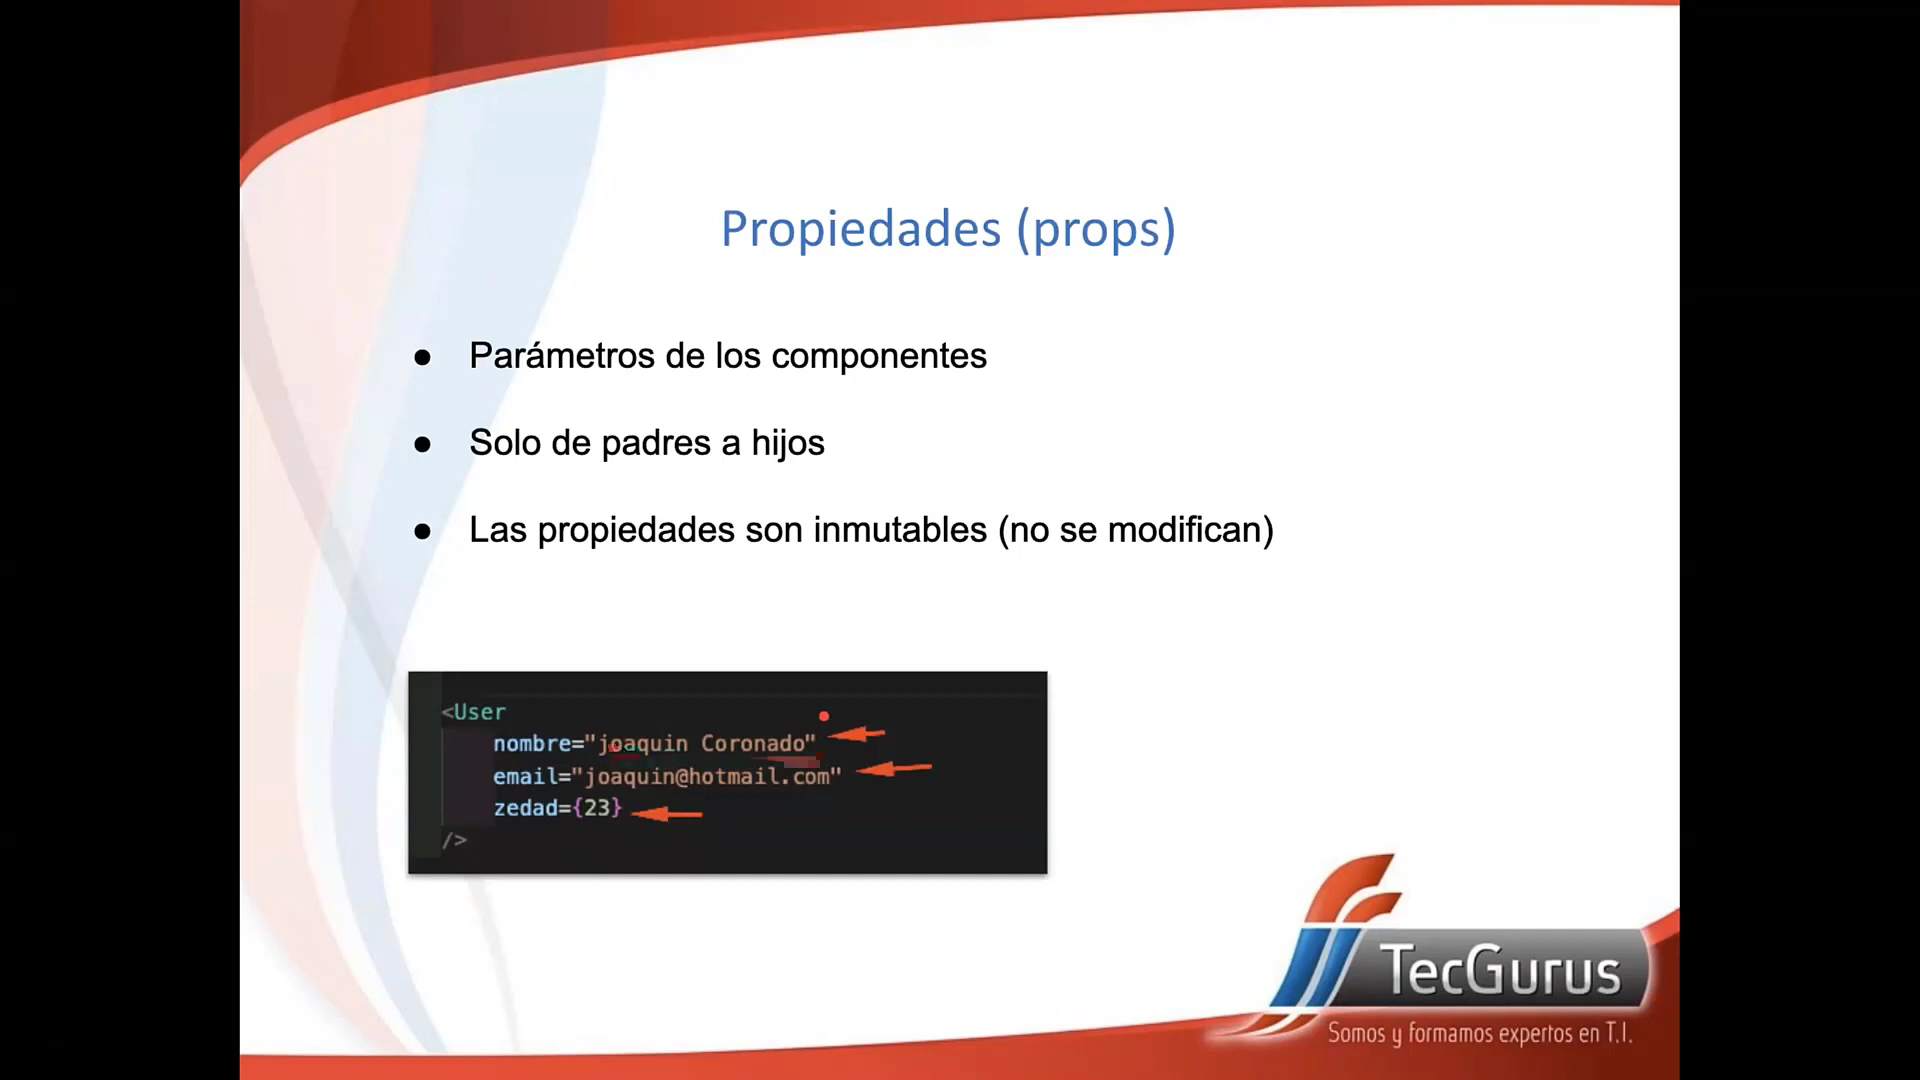 Propiedades (props)
● Parámetros de los componentes
● Solo de padres a hijos
● Las propiedades son inmutables (no se modifican)
<User
nombre="joaquin Coronado"
email="joaquin@hotmail.com"
zedad={23}
/>
TecGurus
Somos y formamos expertos en T.I.